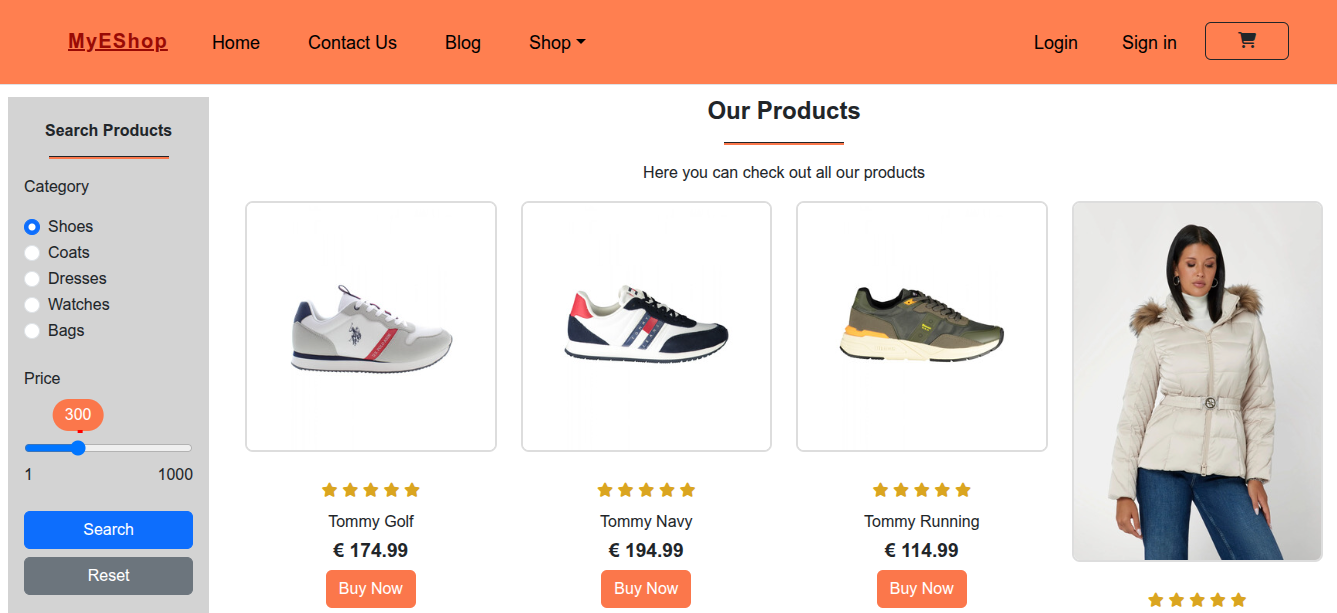 MyEShop Home Contact Us Blog Shop Login Sign in
Search Products
Category
Shoes
Coats
Dresses
Watches
Bags
Price
300
1 1000
Search
Reset
Our Products
Here you can check out all our products
Tommy Golf
€ 174.99
Buy Now
Tommy Navy
€ 194.99
Buy Now
Tommy Running
€ 114.99
Buy Now